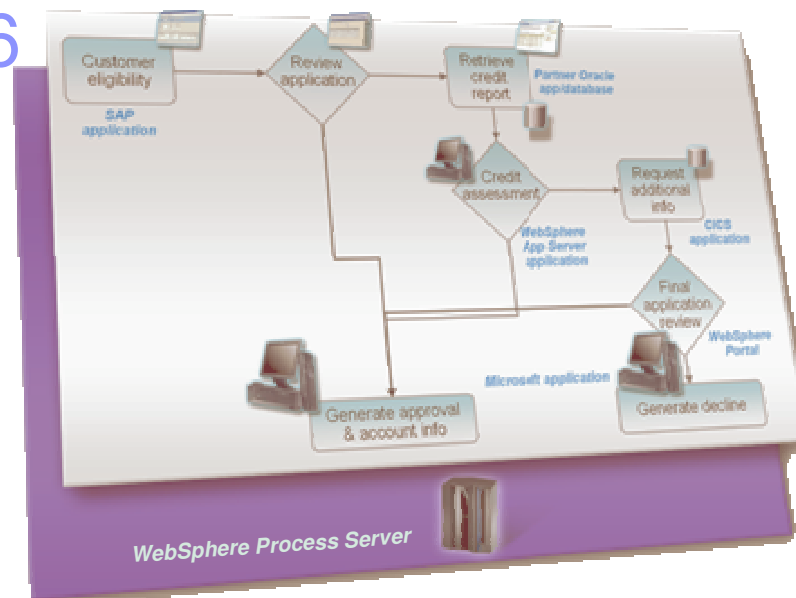 6
Customer
eligibility
SAP
application
Review
application
Retrieve
credit
report
Partner Oracle
app/database
Credit
assessment
WebSphere
App Server
application
Request
additional
info
CICS
application
Final
application
review
WebSphere
Portal
Microsoft application
Generate approval
& account info
Generate decline
WebSphere Process Server